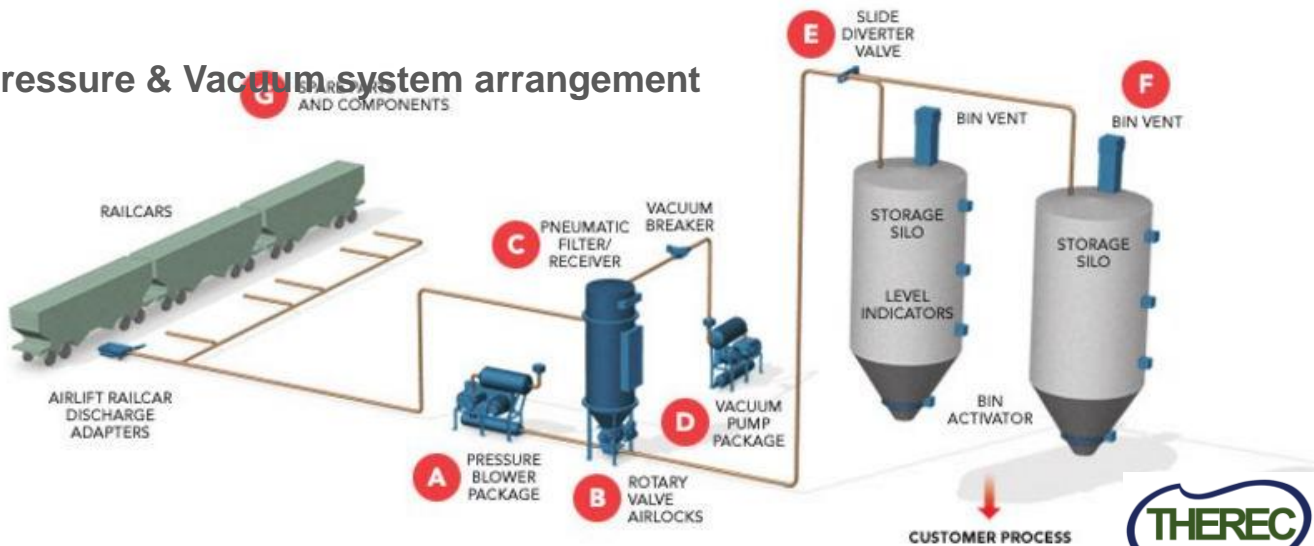 ressure & Vacuum system arrangement
G
SPARE PARTS
AND COMPONENTS
RAILCARS
AIRLIFT RAILCAR
DISCHARGE
ADAPTERS
C
PNEUMATIC
FILTER/
RECEIVER
VACUUM
BREAKER
A
PRESSURE
BLOWER
PACKAGE
B
ROTARY
VALVE
AIRLOCKS
D
VACUUM
PUMP
PACKAGE
E
SLIDE
DIVERTER
VALVE
BIN VENT
F
BIN VENT
STORAGE
SILO
LEVEL
INDICATORS
STORAGE
SILO
BIN
ACTIVATOR
CUSTOMER PROCESS
THEREC